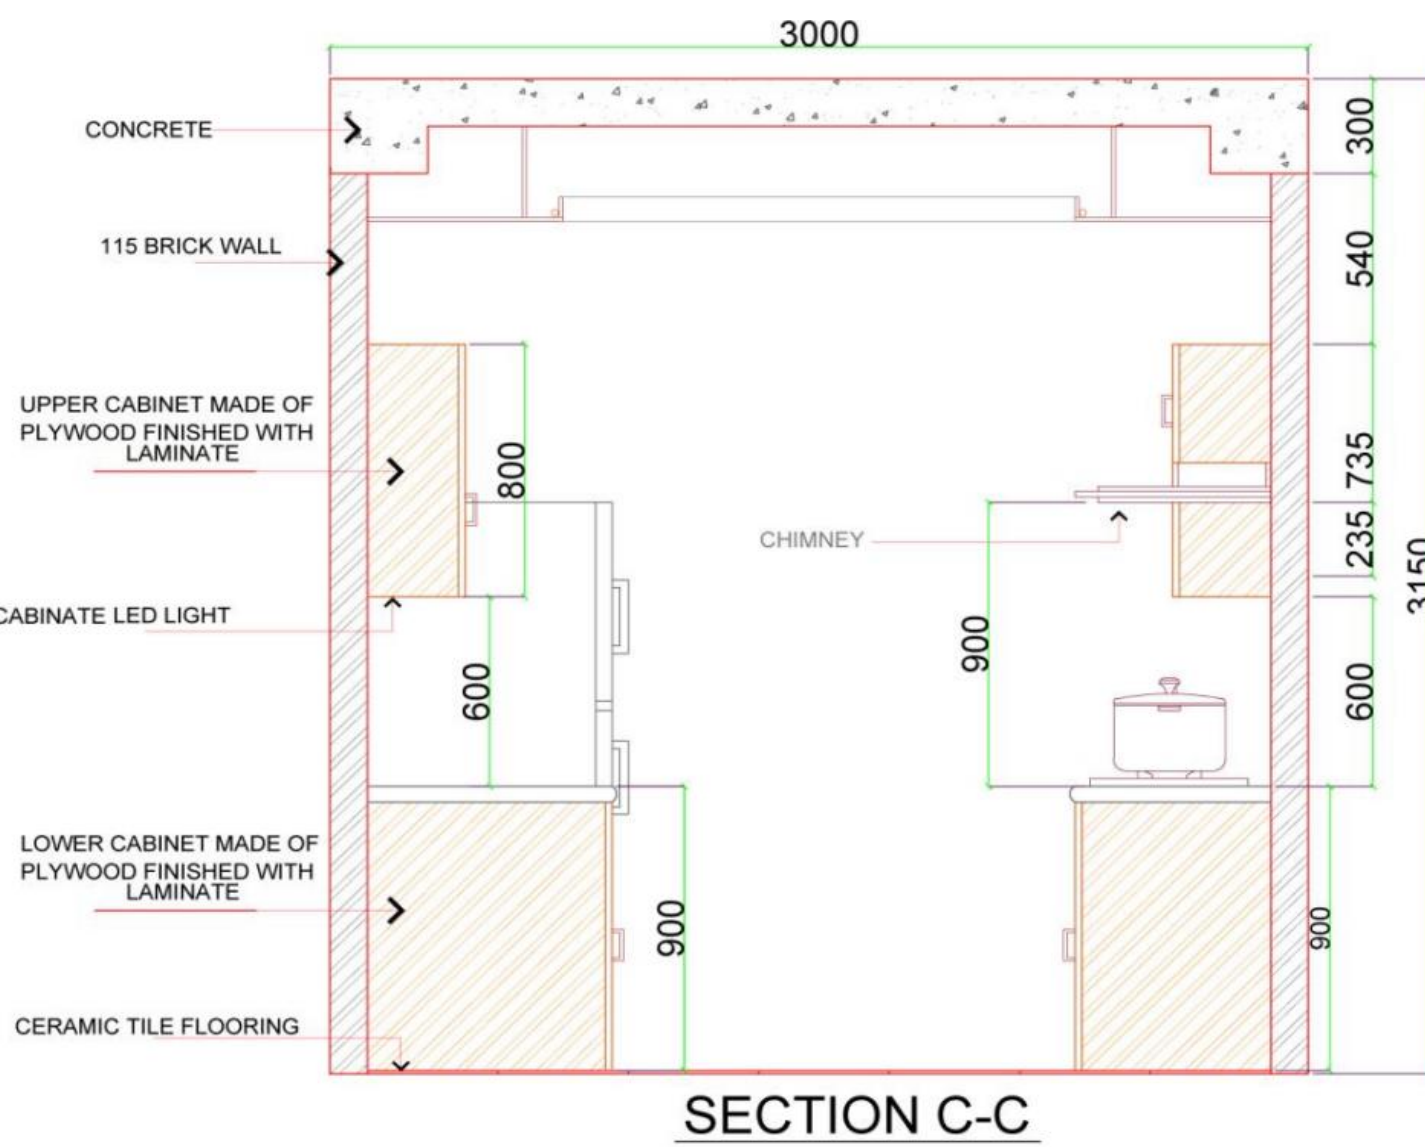 3000
CONCRETE
300
115 BRICK WALL
540
UPPER CABINET MADE OF
PLYWOOD FINISHED WITH
LAMINATE
800
735
CHIMNEY
235
3150
CABINATE LED LIGHT
600
900
600
LOWER CABINET MADE OF
PLYWOOD FINISHED WITH
LAMINATE
900
900
CERAMIC TILE FLOORING
SECTION C-C